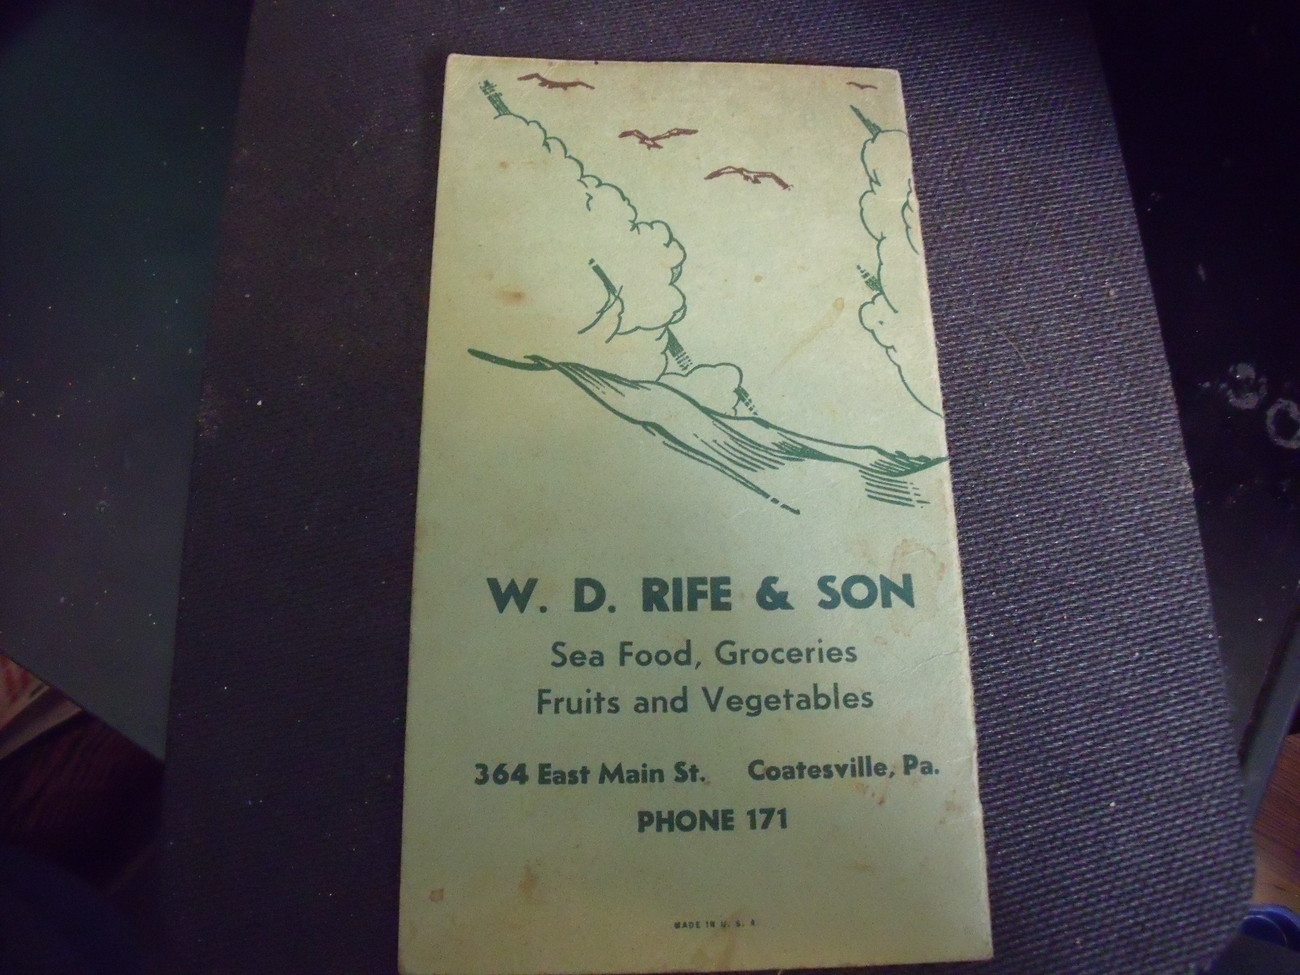 W. D. RIFE & SON
Sea Food, Groceries
Fruits and Vegetables
364 East Main St. Coatesville, Pa.
PHONE 171
MADE IN U. S. A.